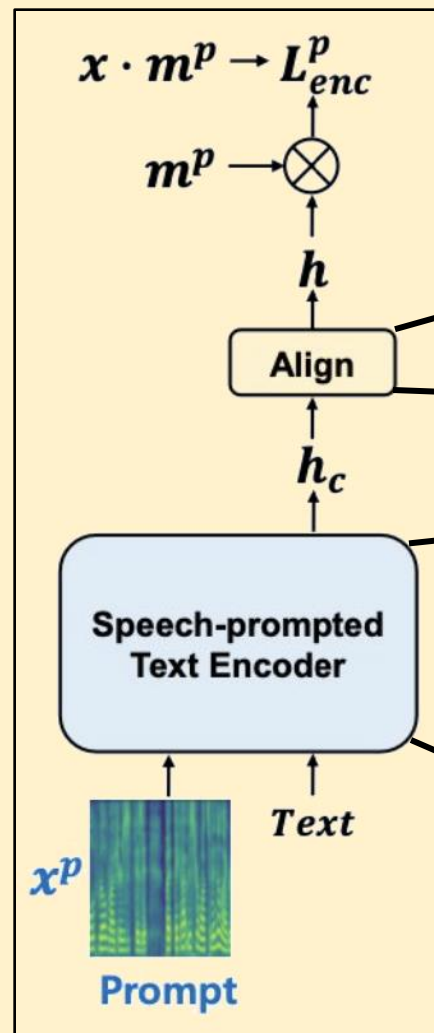 x · m^p → L^p_enc
m^p → ⊗
h
Align
h_c
Speech-prompted
Text Encoder
x^p
Text
Prompt